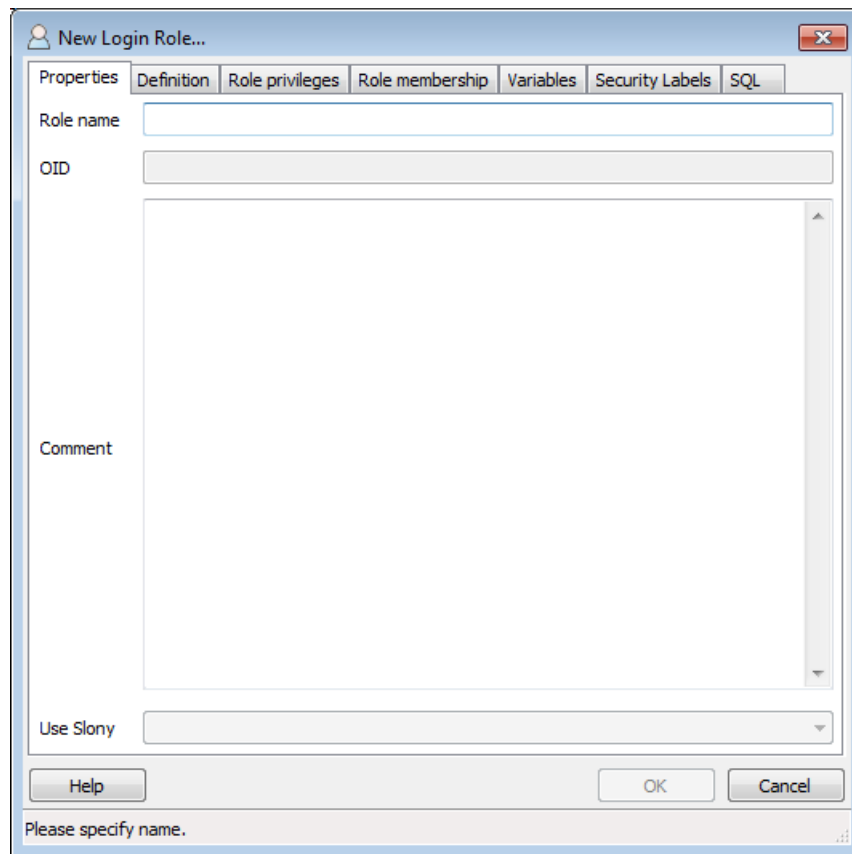 New Login Role...
Properties Definition Role privileges Role membership Variables Security Labels SQL
Role name
OID
Comment
Use Slony
Help OK Cancel
Please specify name.